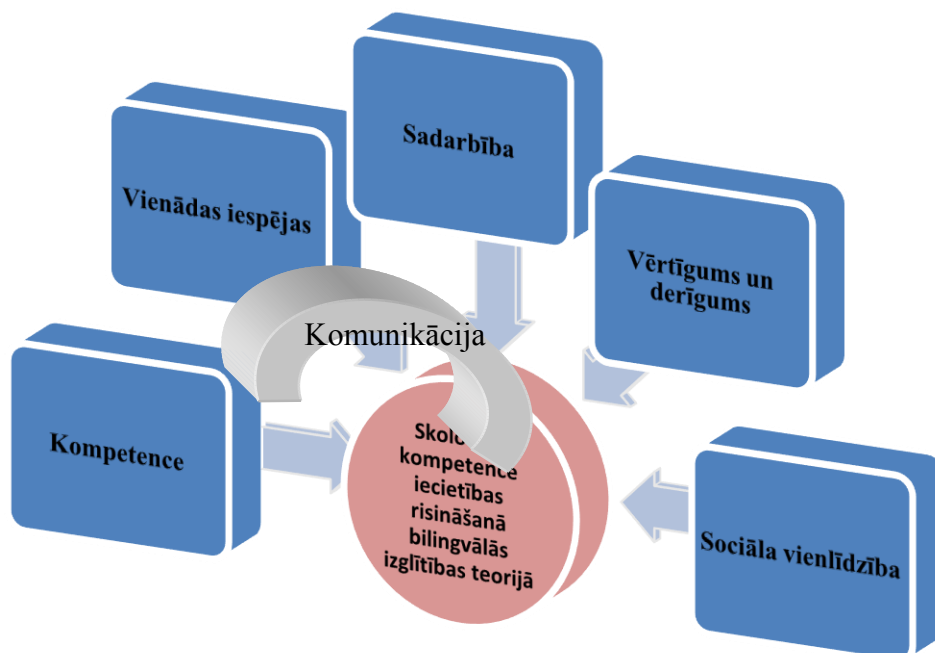 Sadarbība
Vienādas iespējas
Vērtīgums un
derīgums
Komunikācija
Kompetence
kompetence
iecietības
risināšanā
bilingvālās
izglītības teorijā
Sociāla vienlīdzība